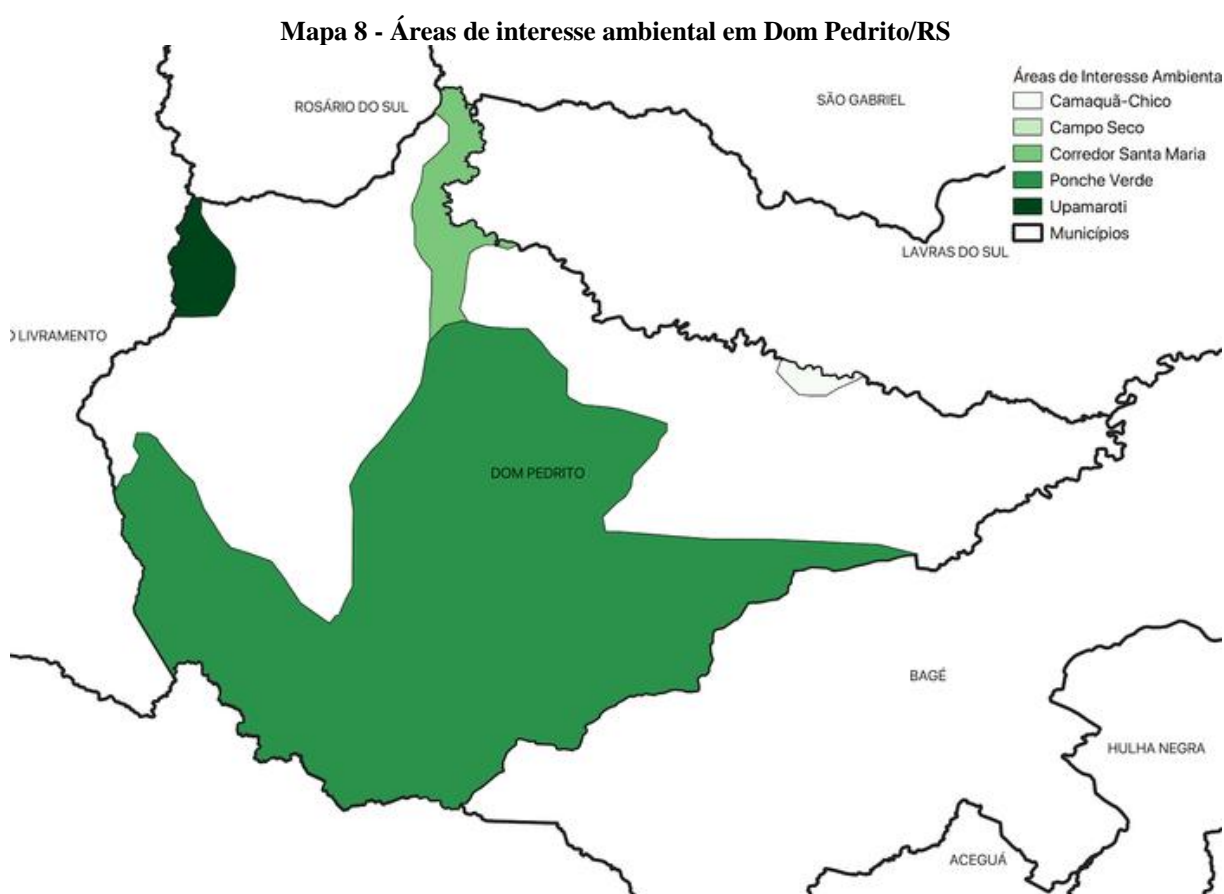 Mapa 8 - Áreas de interesse ambiental em Dom Pedrito/RS
Áreas de Interesse Ambienta
Camaquã-Chico
Campo Seco
Corredor Santa Maria
Ponche Verde
Upamaroti
Municípios
ROSÁRIO DO SUL
SÃO GABRIEL
LAVRAS DO SUL
O LIVRAMENTO
DOM PEDRITO
BAGÉ
HULHA NEGRA
ACEGUÁ